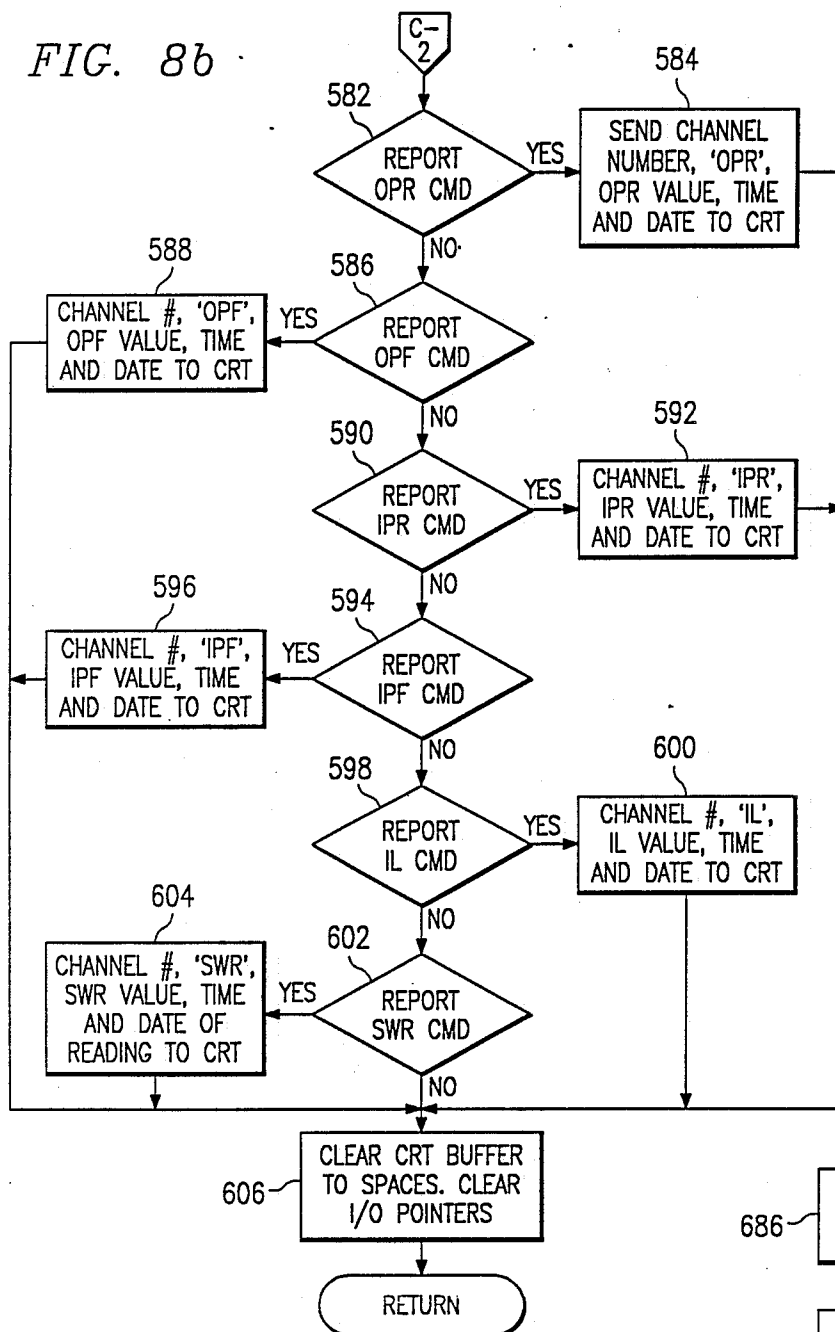 FIG. 8b
C-
2
582
REPORT
OPR CMD
YES
584
SEND CHANNEL
NUMBER, 'OPR',
OPR VALUE, TIME
AND DATE TO CRT
NO
588
CHANNEL #, 'OPF',
OPF VALUE, TIME
AND DATE TO CRT
YES
586
REPORT
OPF CMD
NO
590
REPORT
IPR CMD
YES
592
CHANNEL #, 'IPR',
IPR VALUE, TIME
AND DATE TO CRT
NO
596
CHANNEL #, 'IPF',
IPF VALUE, TIME
AND DATE TO CRT
YES
594
REPORT
IPF CMD
NO
598
REPORT
IL CMD
YES
600
CHANNEL #, 'IL',
IL VALUE, TIME
AND DATE TO CRT
NO
604
CHANNEL #, 'SWR',
SWR VALUE, TIME
AND DATE OF
READING TO CRT
YES
602
REPORT
SWR CMD
NO
606
CLEAR CRT BUFFER
TO SPACES. CLEAR
I/O POINTERS
686
RETURN